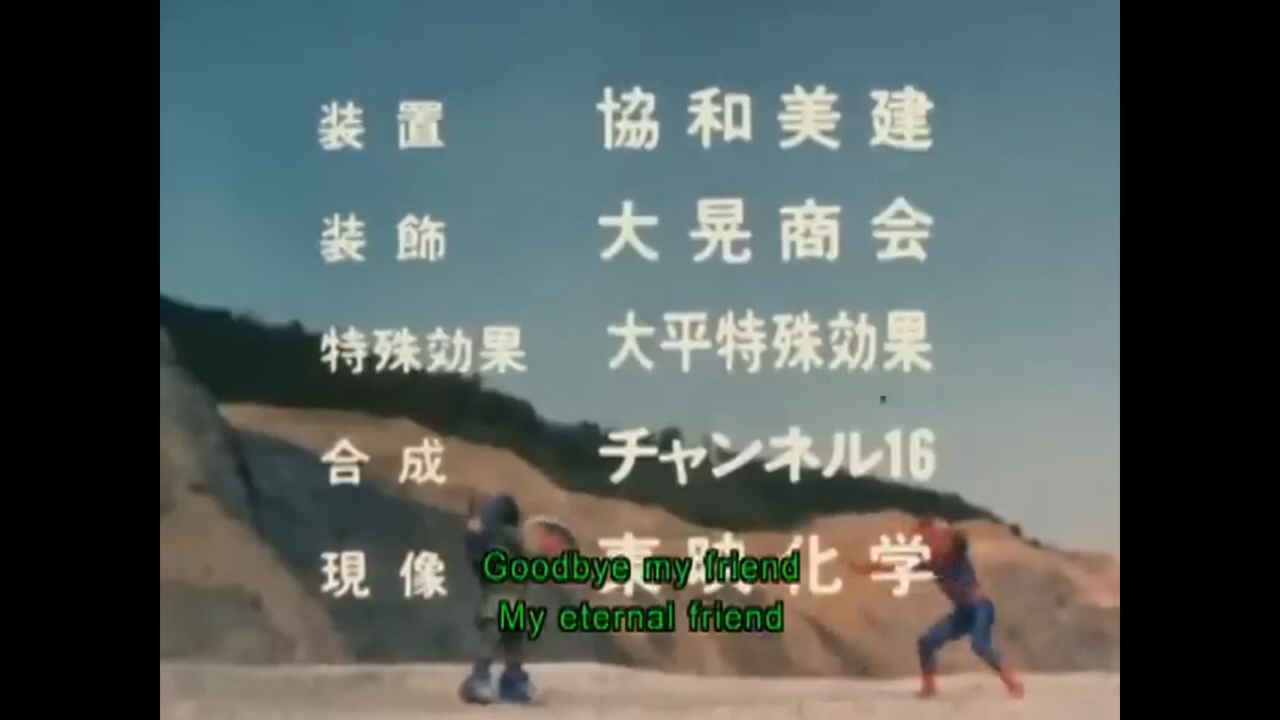 装置 協和美建
装飾 大晃商会
特殊効果 大平特殊効果
合成 チャンネル16
現像 東映化学
Goodbye my friend
My eternal friend